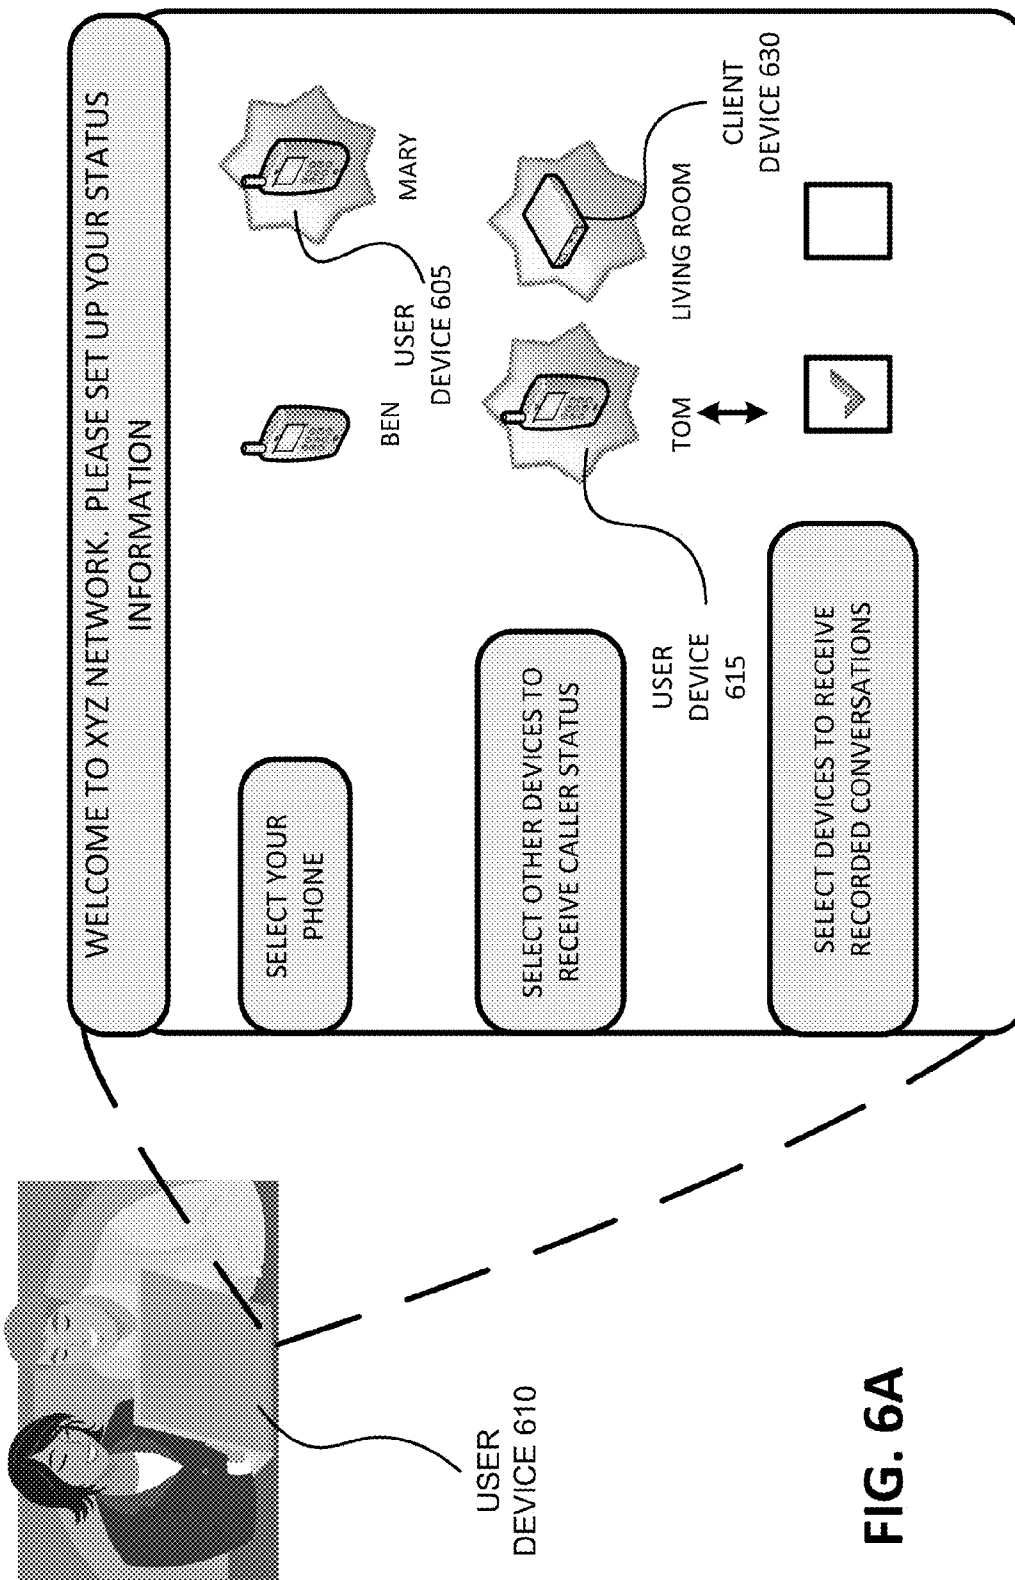 WELCOME TO XYZ NETWORK. PLEASE SET UP YOUR STATUS
INFORMATION
SELECT YOUR
PHONE
BEN
MARY
USER
DEVICE 605
SELECT OTHER DEVICES TO
RECEIVE CALLER STATUS
TOM
LIVING ROOM
USER
DEVICE
615
CLIENT
DEVICE 630
SELECT DEVICES TO RECEIVE
RECORDED CONVERSATIONS
USER
DEVICE 610
FIG. 6A